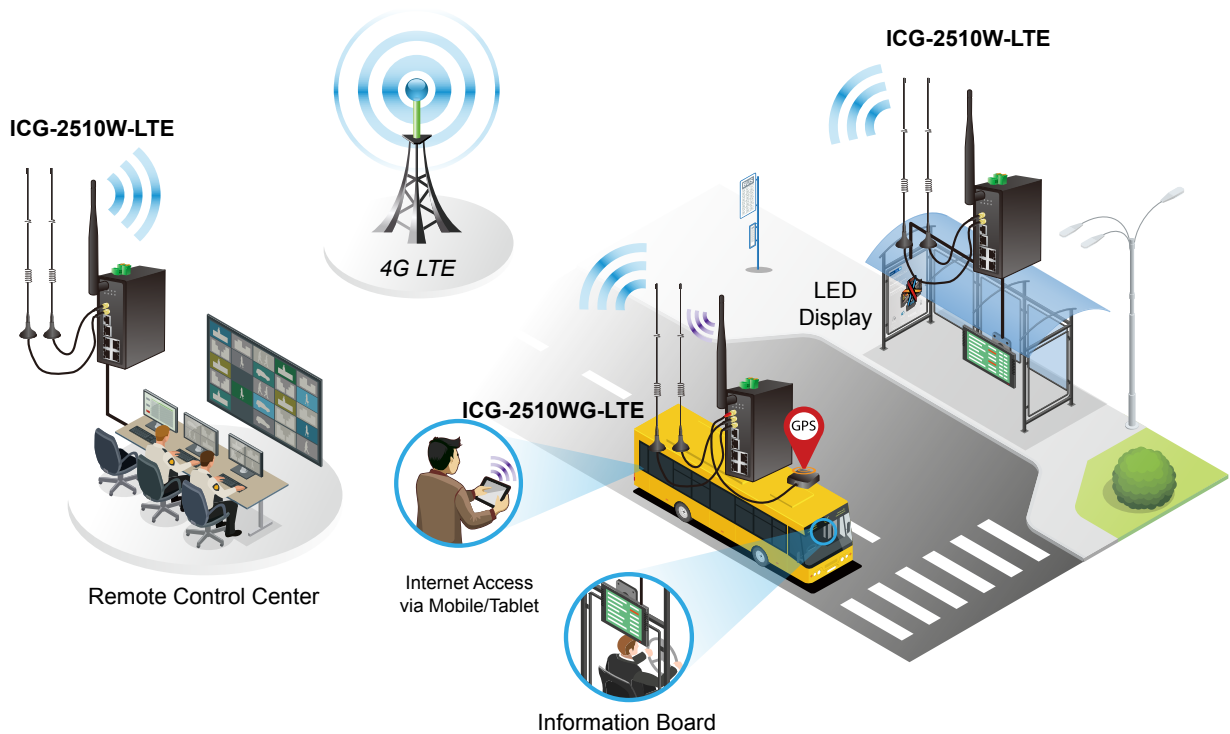 ICG-2510W-LTE
ICG-2510W-LTE
4G LTE
LED
Display
ICG-2510WG-LTE
GPS
Internet Access
via Mobile/Tablet
Remote Control Center
Information Board